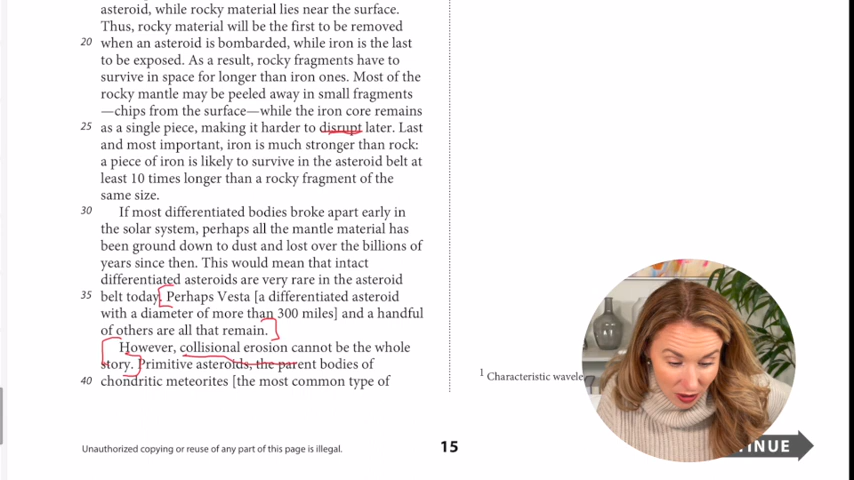 asteroid, while rocky material lies near the surface.
Thus, rocky material will be the first to be removed
20 when an asteroid is bombarded, while iron is the last
to be exposed. As a result, rocky fragments have to
survive in space for longer than iron ones. Most of the
rocky mantle may be peeled away in small fragments
—chips from the surface—while the iron core remains
25 as a single piece, making it harder to disrupt later. Last
and most important, iron is much stronger than rock:
a piece of iron is likely to survive in the asteroid belt at
least 10 times longer than a rocky fragment of the
same size.
30 If most differentiated bodies broke apart early in
the solar system, perhaps all the mantle material has
been ground down to dust and lost over the billions of
years since then. This would mean that intact
differentiated asteroids are very rare in the asteroid
35 belt today. Perhaps Vesta [a differentiated asteroid
with a diameter of more than 300 miles] and a handful
of others are all that remain.
However, collisional erosion cannot be the whole
story. Primitive asteroids, the parent bodies of
40 chondritic meteorites [the most common type of
1 Characteristic
Unauthorized copying or reuse of any part of this page is illegal.
15